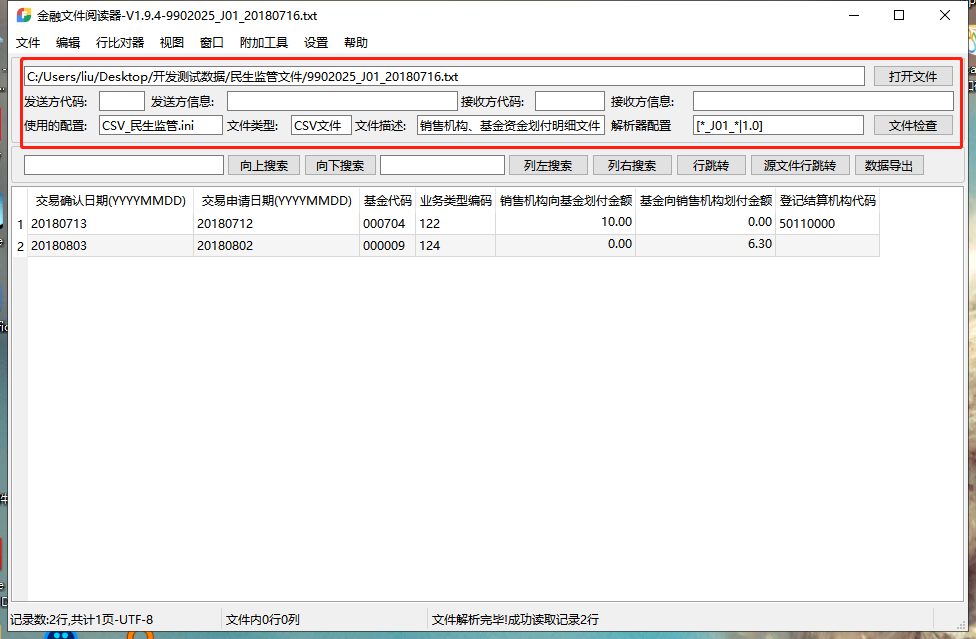 金融文件阅读器-V1.9.4-9902025_J01_20180716.txt
文件 编辑 行比对器 视图 窗口 附加工具 设置 帮助
C:/Users/liu/Desktop/开发测试数据/民生监管文件/9902025_J01_20180716.txt 打开文件
发送方代码: 发送方信息: 接收方代码: 接收方信息:
使用的配置: CSV_民生监管.ini 文件类型: CSV文件 文件描述: 销售机构、基金资金划付明细文件 解析器配置 [*_J01_*|1.0] 文件检查
向上搜索 向下搜索 列左搜索 列右搜索 行跳转 源文件行跳转 数据导出
交易确认日期(YYYYMMDD) 交易申请日期(YYYYMMDD) 基金代码 业务类型编码 销售机构向基金划付金额 基金向销售机构划付金额 登记结算机构代码
1 20180713 20180712 000704 122 10.00 0.00 50110000
2 20180803 20180802 000009 124 0.00 6.30
记录数:2行,共计1页-UTF-8 文件内0行0列 文件解析完毕!成功读取记录2行